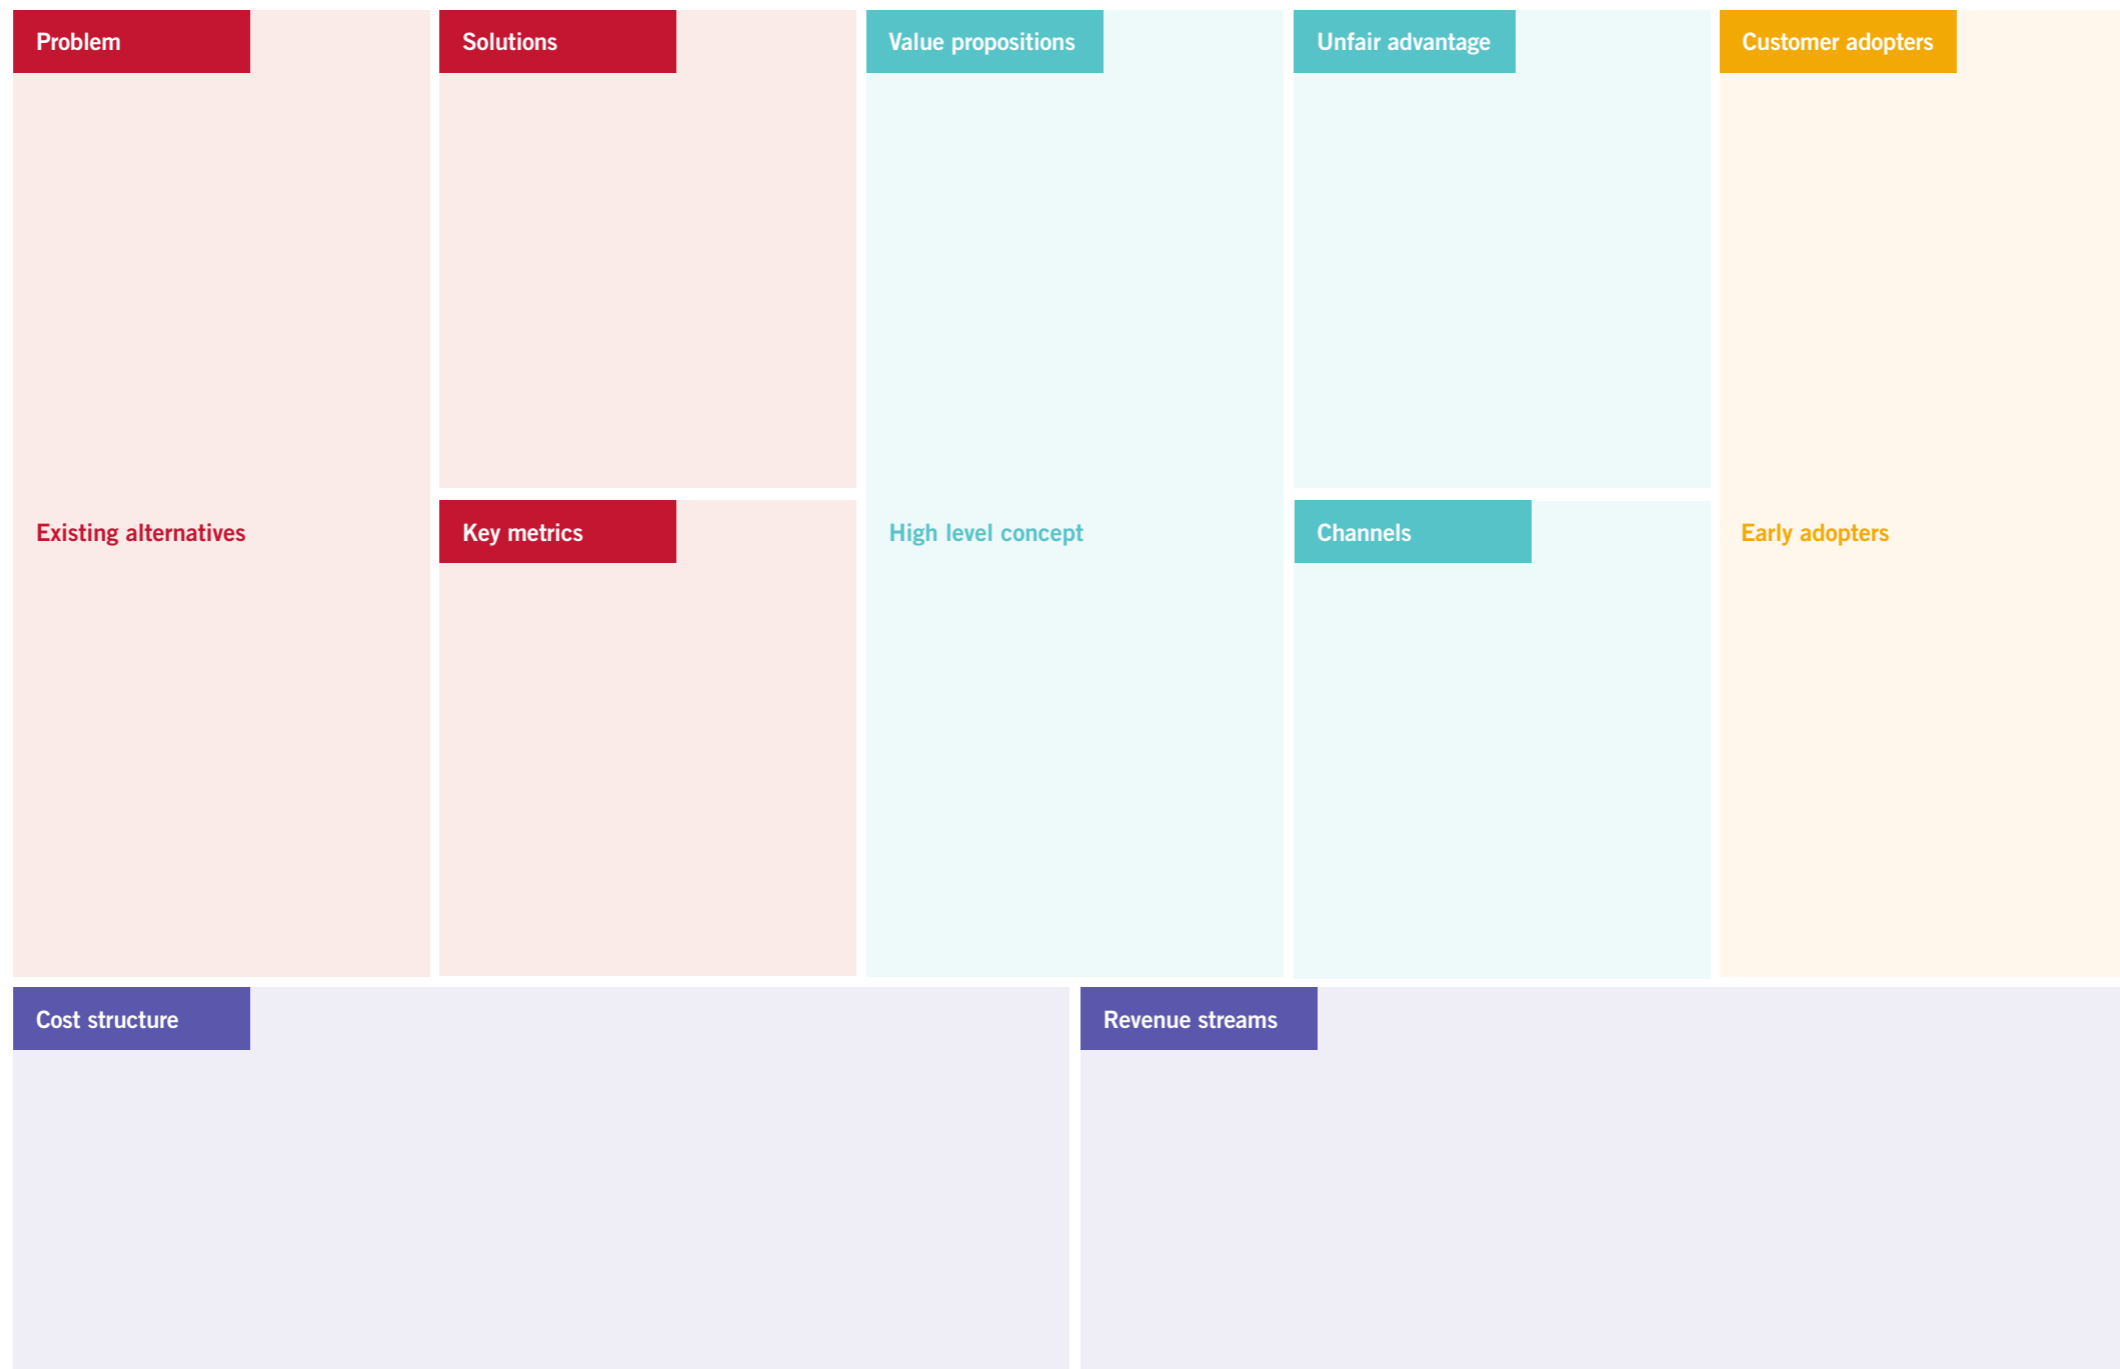 Problem
Solutions
Value propositions
Unfair advantage
Customer adopters
Existing alternatives
Key metrics
High level concept
Channels
Early adopters
Cost structure
Revenue streams